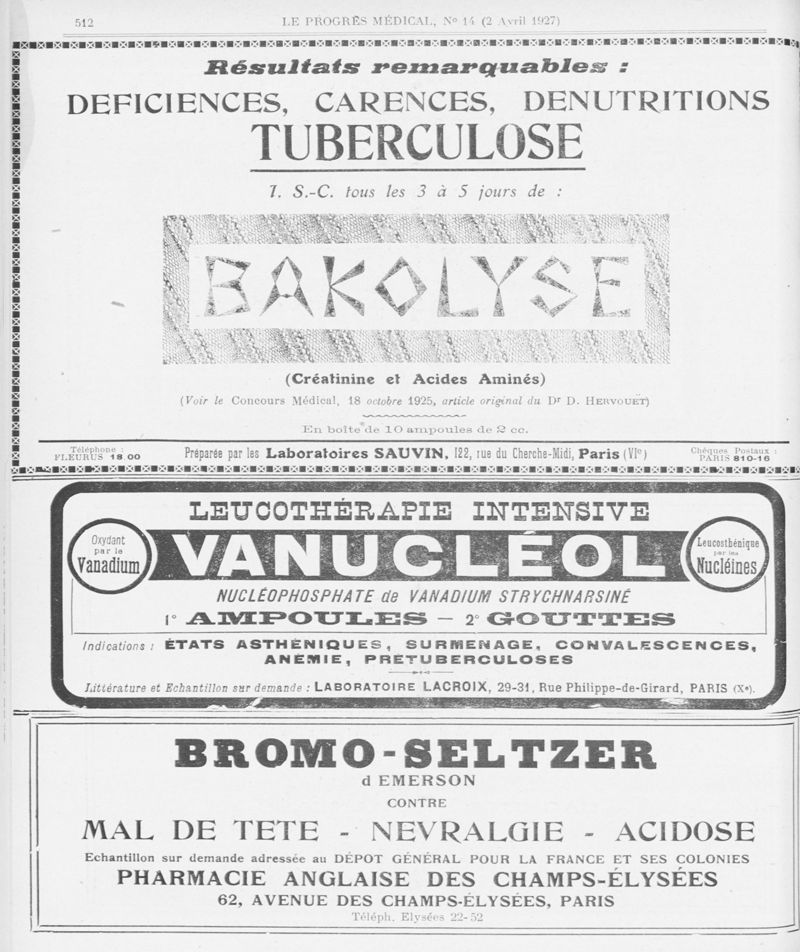 512
LE PROGRÈS MÉDICAL, No 14 (2 Avril 1927)
Résultats remarquables :
DEFICIENCES, CARENCES, DENUTRITIONS
TUBERCULOSE
I. S.-C. tous les 3 à 5 jours de :
BAKOLYSE
(Créatinine et Acides Aminés)
(Voir le Concours Médical, 18 octobre 1925, article original du Dr D. HERVOUET)
En boîte de 10 ampoules de 2 cc.
Téléphone :
FLEURUS 18.00
Préparée par les Laboratoires SAUVIN, 122, rue du Cherche-Midi, Paris (VIe)
Chèques Postaux :
PARIS 810-16
LEUCOTHÉRAPIE INTENSIVE
Oxydant
par le
Vanadium
VANUCLÉOL
Leucosthénique
par les
Nucléines
NUCLÉOPHOSPHATE de VANADIUM STRYCHNARSINÉ
1° AMPOULES — 2° GOUTTES
Indications : ÉTATS ASTHÉNIQUES, SURMENAGE, CONVALESCENCES,
ANÉMIE, PRÉTUBERCULOSES
Littérature et Echantillon sur demande : LABORATOIRE LACROIX, 29-31, Rue Philippe-de-Girard, PARIS (Xe).
BROMO-SELTZER
d EMERSON
CONTRE
MAL DE TETE - NEVRALGIE - ACIDOSE
Echantillon sur demande adressée au DÉPOT GÉNÉRAL POUR LA FRANCE ET SES COLONIES
PHARMACIE ANGLAISE DES CHAMPS-ÉLYSÉES
62, AVENUE DES CHAMPS-ÉLYSÉES, PARIS
Téléph. Elysées 22-52